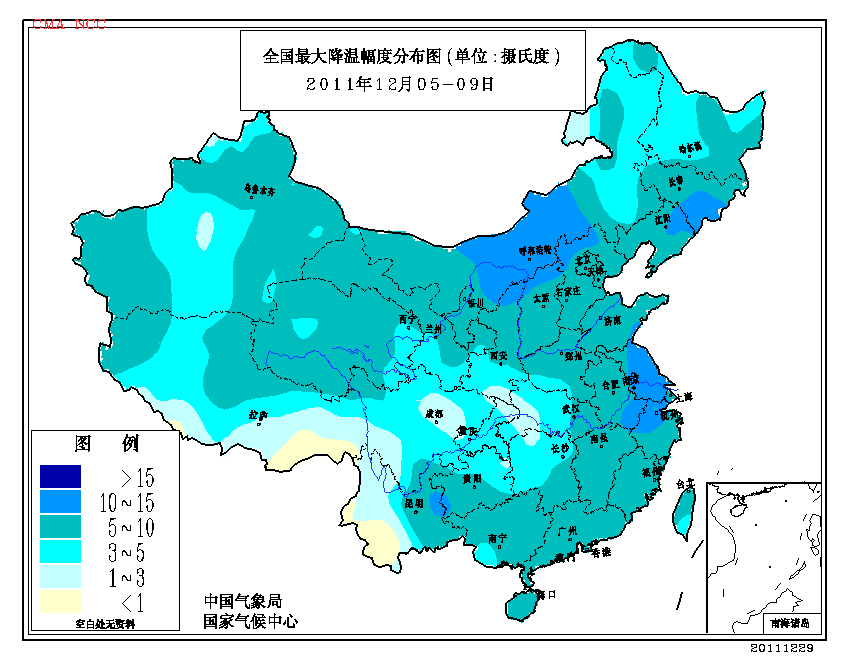 CMA NCC
全国最大降温幅度分布图(单位:摄氏度)
2011年12月05-09日
哈尔滨
长春
乌鲁木齐
沈阳
呼和浩特
北京
天津
银川
太原
石家庄
西宁
兰州
济南
西安
郑州
合肥
南京
上海
拉萨
成都
武汉
杭州
重庆
南昌
长沙
贵阳
福州
台北
昆明
南宁
广州
澳门
香港
海口
图 例
>15
10~15
5~10
3~5
1~3
<1
空白处无资料
中国气象局
国家气候中心
南海诸岛
20111229